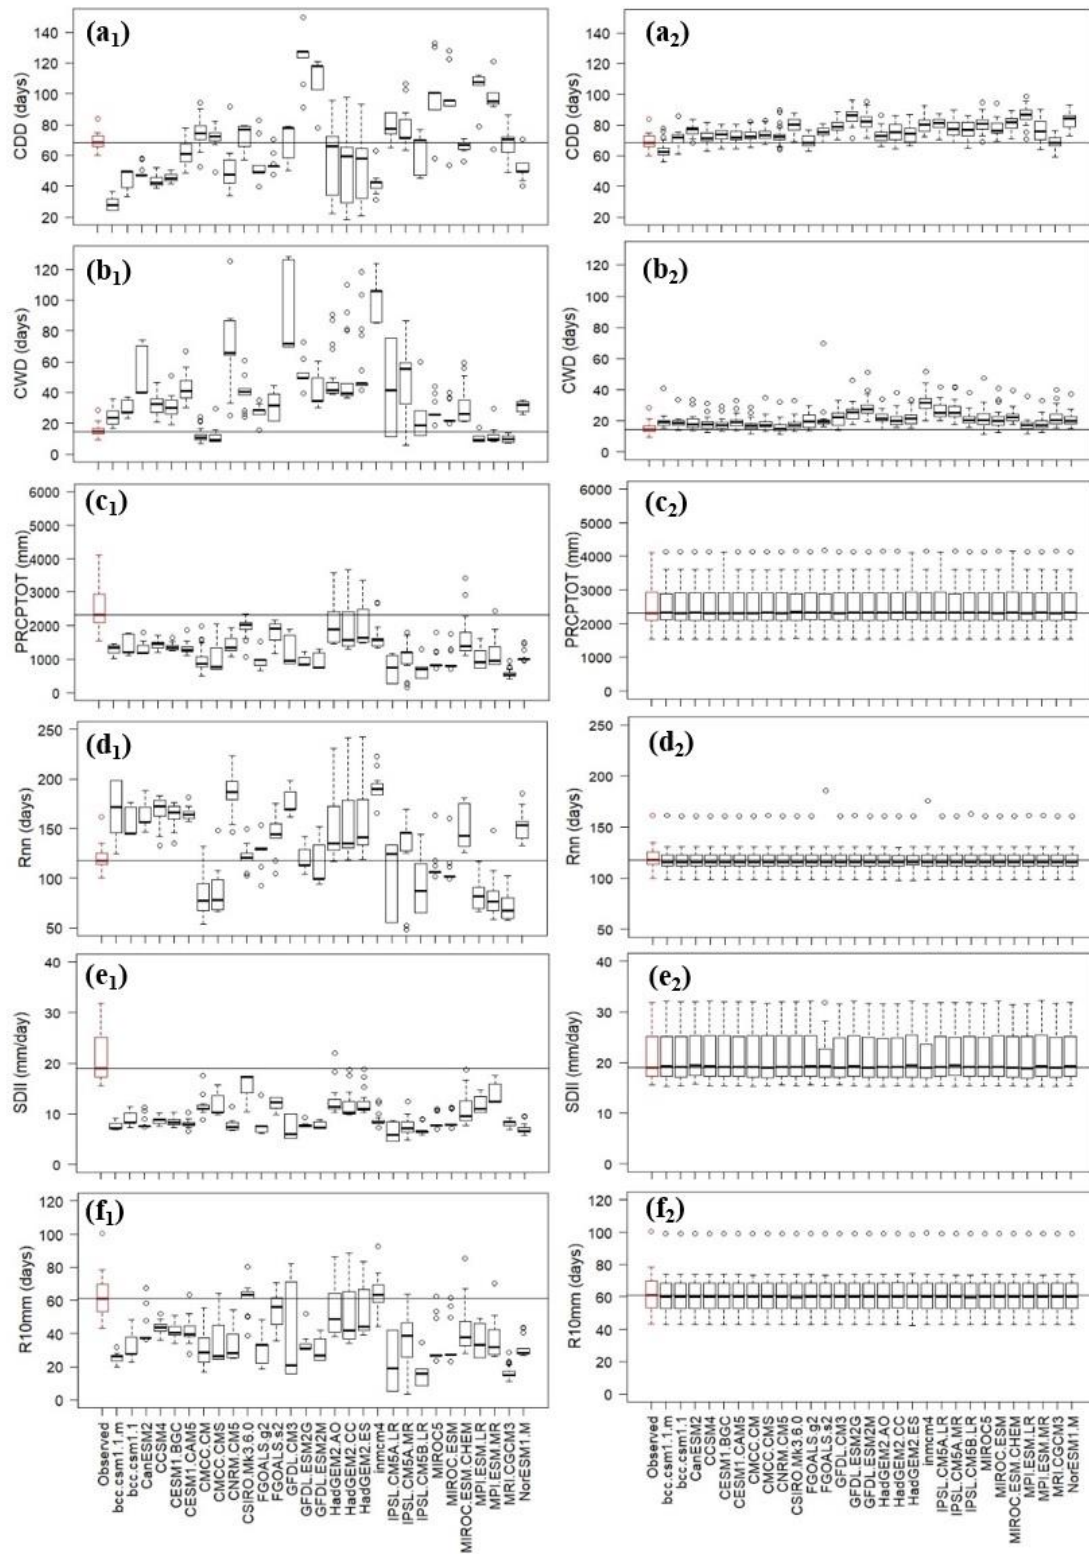 (a1)
CDD (days)
140
120
100
80
60
40
20
(a2)
CDD (days)
140
120
100
80
60
40
20
(b1)
CWD (days)
120
100
80
60
40
20
0
(b2)
CWD (days)
120
100
80
60
40
20
0
(c1)
PRCPTOT (mm)
6000
5000
4000
3000
2000
1000
0
(c2)
PRCPTOT (mm)
6000
5000
4000
3000
2000
1000
0
(d1)
Rnn (days)
250
200
150
100
50
(d2)
Rnn (days)
250
200
150
100
50
(e1)
SDII (mm/day)
40
30
20
10
0
(e2)
SDII (mm/day)
40
30
20
10
0
(f1)
R10mm (days)
120
100
80
60
40
20
0
(f2)
R10mm (days)
120
100
80
60
40
20
0
Observed
bcc.csm1.1.m
bcc.csm1.1
CanESM2
CCSM4
CESM1.BGC
CESM1.CAM5
CMCC.CM
CMCC.CMS
CNRM.CM5
CSIRO.Mk3.6.0
FGOALS.g2
FGOALS.s2
GFDL.CM3
GFDL.ESM2G
GFDL.ESM2M
HadGEM2.AO
HadGEM2.CC
HadGEM2.ES
inmcm4
IPSL.CM5A.LR
IPSL.CM5A.MR
IPSL.CM5B.LR
MIROC5
MIROC.ESM
MIROC.ESM.CHEM
MPI.ESM.LR
MPI.ESM.MR
MRI.CGCM3
NorESM1.M
Observed
bcc.csm1.1.m
bcc.csm1.1
CanESM2
CCSM4
CESM1.BGC
CESM1.CAM5
CMCC.CM
CMCC.CMS
CNRM.CM5
CSIRO.Mk3.6.0
FGOALS.g2
FGOALS.s2
GFDL.CM3
GFDL.ESM2G
GFDL.ESM2M
HadGEM2.AO
HadGEM2.CC
HadGEM2.ES
inmcm4
IPSL.CM5A.LR
IPSL.CM5A.MR
IPSL.CM5B.LR
MIROC5
MIROC.ESM
MIROC.ESM.CHEM
MPI.ESM.LR
MPI.ESM.MR
MRI.CGCM3
NorESM1.M